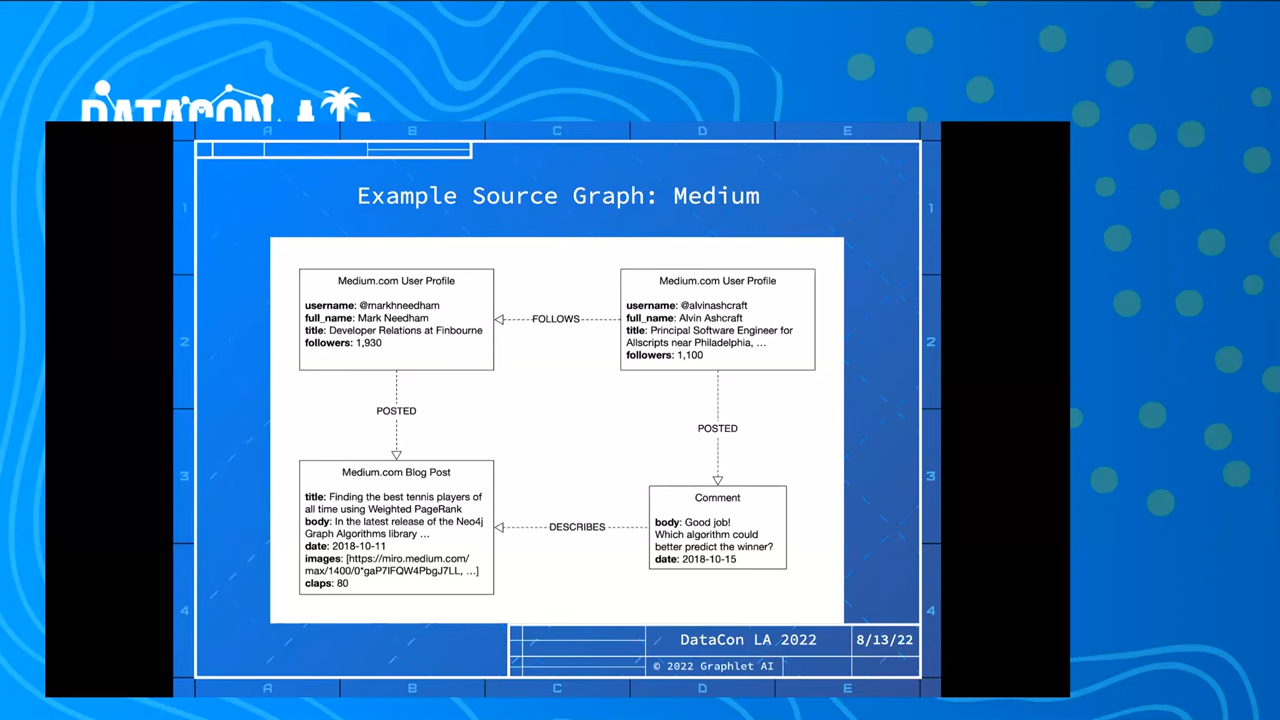 DATACON LA
A B C D E
Example Source Graph: Medium
1 1
Medium.com User Profile
username: @markhneedham
full_name: Mark Needham
title: Developer Relations at Finbourne
followers: 1,930
FOLLOWS
Medium.com User Profile
username: @alvinashcraft
full_name: Alvin Ashcraft
title: Principal Software Engineer for
Allscripts near Philadelphia, ...
followers: 1,100
2 2
POSTED
POSTED
Medium.com Blog Post
title: Finding the best tennis players of
all time using Weighted PageRank
body: In the latest release of the Neo4j
Graph Algorithms library ...
date: 2018-10-11
images: [https://miro.medium.com/
max/1400/0*gaP7lFQW4PbgJ7LL, ...]
claps: 80
DESCRIBES
Comment
body: Good job!
Which algorithm could
better predict the winner?
date: 2018-10-15
3 3
4 4
DataCon LA 2022
8/13/22
© 2022 Graphlet AI
A B C D E